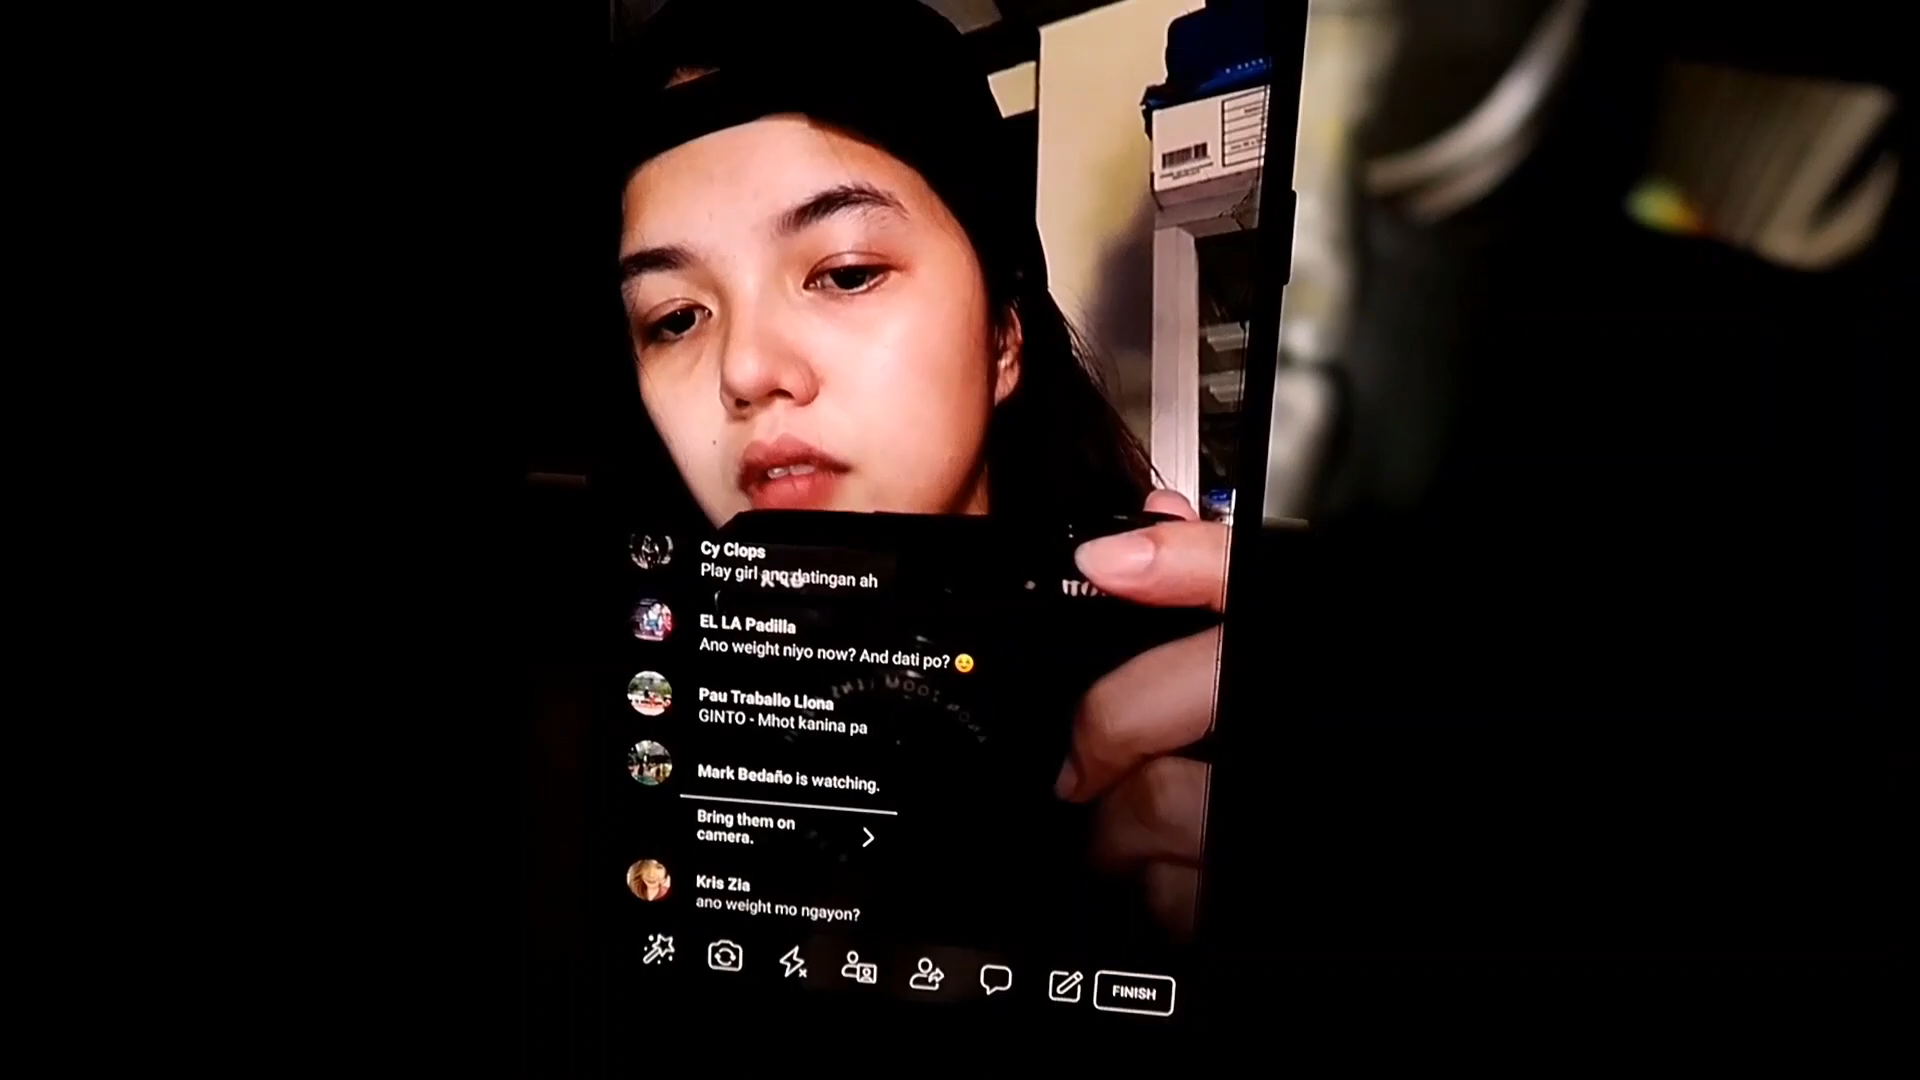 Cy Clops
Play girl ang datingan ah
EL LA Padilla
Ano weight niyo now? And dati po? 😉
Pau Traballo Llona
GINTO - Mhot kanina pa
Mark Bedaño is watching.
Bring them on
camera.
Kris Zia
ano weight mo ngayon?
FINISH